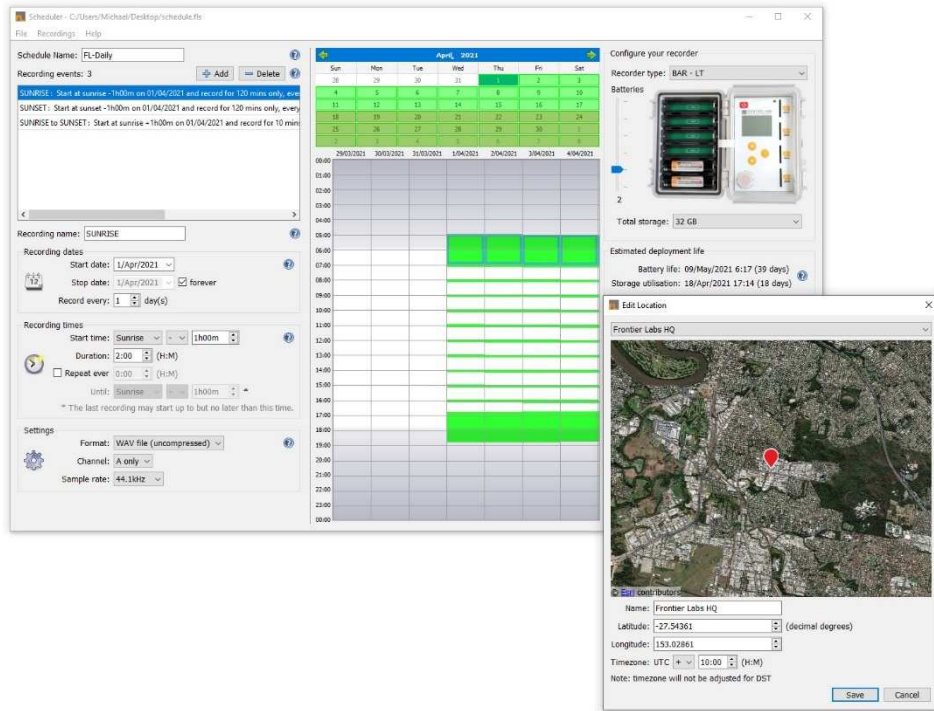 Scheduler - C:/Users/Michael/Desktop/schedule.fls
File Recordings Help
Schedule Name: FL-Daily
Recording events: 3
Add Delete
SUNRISE: Start at sunrise -1h00m on 01/04/2021 and record for 120 mins only, eve
SUNSET: Start at sunset -1h00m on 01/04/2021 and record for 120 mins only, every
SUNRISE to SUNSET: Start at sunrise +1h00m on 01/04/2021 and record for 10 min
Recording name: SUNRISE
Recording dates
Start date: 1/Apr/2021
12
Stop date: 1/Apr/2021 forever
Record every: 1 day(s)
Recording times
Start time: Sunrise - 1h00m
Duration: 2:00 (H:M)
Repeat ever 0:00 (H:M)
Until: Sunrise - 1h00m *
* The last recording may start up to but no later than this time.
Settings
Format: WAV file (uncompressed)
Channel: A only
Sample rate: 44.1kHz
April, 2021
Sun Mon Tue Wed Thu Fri Sat
28 29 30 31 1 2 3
4 5 6 7 8 9 10
11 12 13 14 15 16 17
18 19 20 21 22 23 24
25 26 27 28 29 30 1
2 3 4 5 6 7 8
29/03/2021 30/03/2021 31/03/2021 1/04/2021 2/04/2021 3/04/2021 4/04/2021
00:00
01:00
02:00
03:00
04:00
05:00
06:00
07:00
08:00
09:00
10:00
11:00
12:00
13:00
14:00
15:00
16:00
17:00
18:00
19:00
20:00
21:00
22:00
23:00
00:00
Configure your recorder
Recorder type: BAR - LT
Batteries
2
Total storage: 32 GB
Estimated deployment life
Battery life: 09/May/2021 6:17 (39 days)
Storage utilisation: 18/Apr/2021 17:14 (18 days)
Edit Location
Frontier Labs HQ
© Esri contributors
Name: Frontier Labs HQ
Latitude: -27.54361 (decimal degrees)
Longitude: 153.02861
Timezone: UTC + 10:00 (H:M)
Note: timezone will not be adjusted for DST
Save Cancel